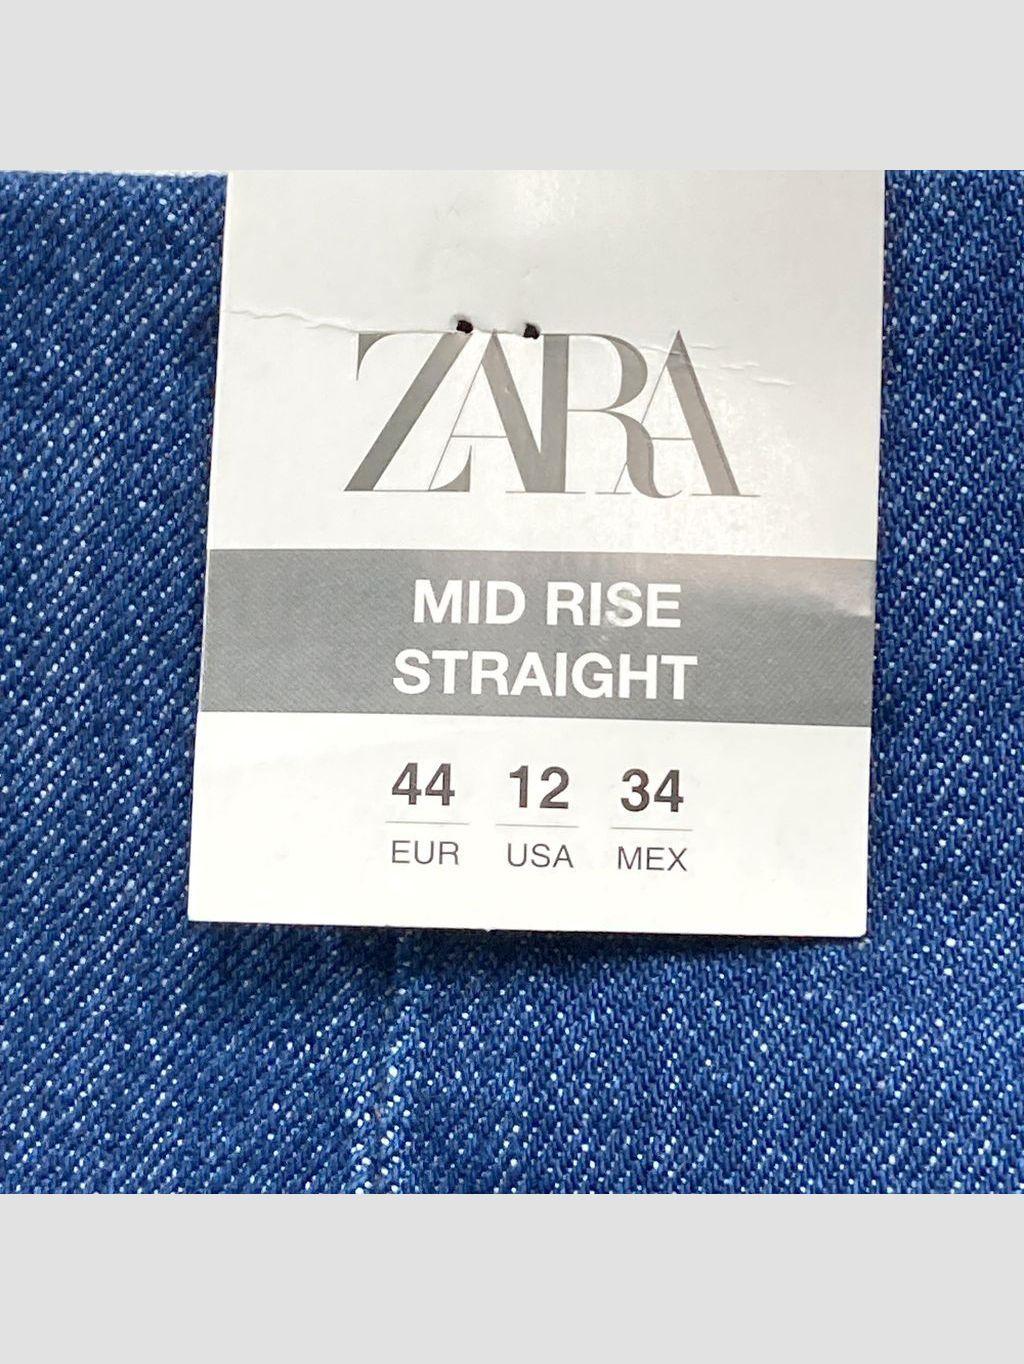 ZARA
MID RISE
STRAIGHT
44 12 34
EUR USA MEX